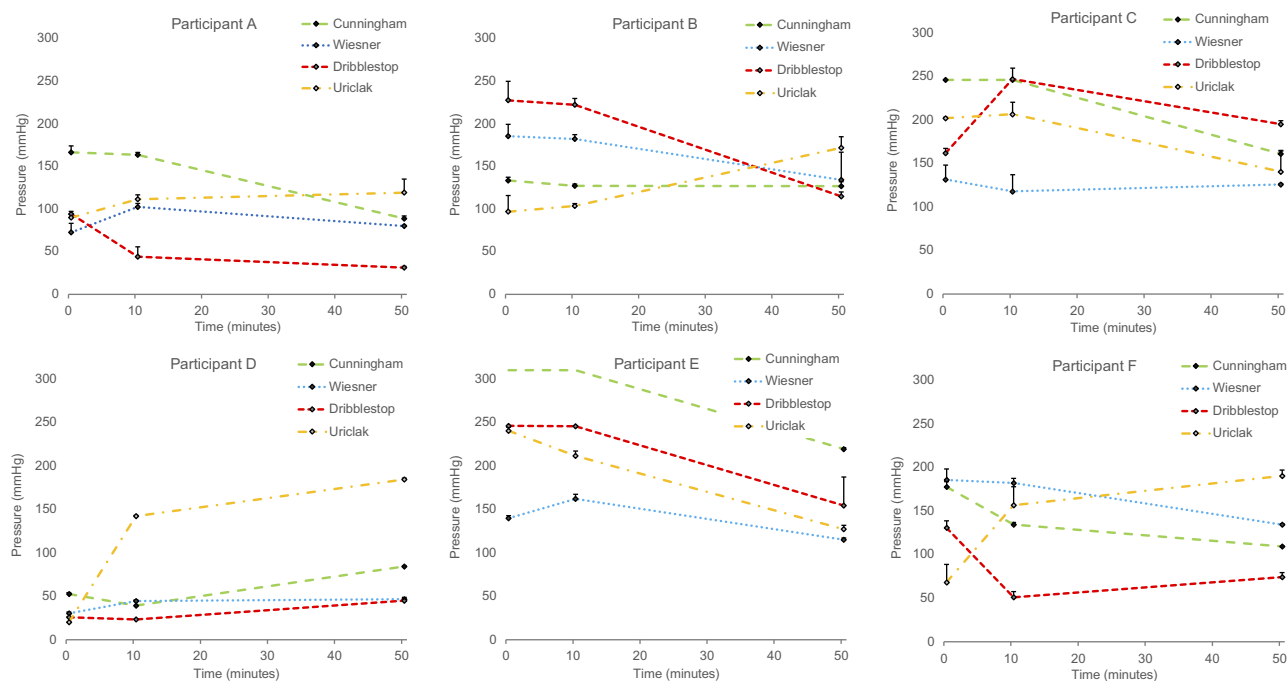 Participant A
Cunningham
Wiesner
Dribblestop
Uriclak
Pressure (mmHg)
300
250
200
150
100
50
0
0 10 20 30 40 50
Time (minutes)
Participant B
Cunningham
Wiesner
Dribblestop
Uriclak
Pressure (mmHg)
300
250
200
150
100
50
0
0 10 20 30 40 50
Time (minutes)
Participant C
Cunningham
Wiesner
Dribblestop
Uriclak
Pressure (mmHg)
300
250
200
150
100
50
0
0 10 20 30 40 50
Time (minutes)
Participant D
Cunningham
Wiesner
Dribblestop
Uriclak
Pressure (mmHg)
300
250
200
150
100
50
0
0 10 20 30 40 50
Time (minutes)
Participant E
Cunningham
Wiesner
Dribblestop
Uriclak
Pressure (mmHg)
300
250
200
150
100
50
0
0 10 20 30 40 50
Time (minutes)
Participant F
Cunningham
Wiesner
Dribblestop
Uriclak
Pressure (mmHg)
300
250
200
150
100
50
0
0 10 20 30 40 50
Time (minutes)